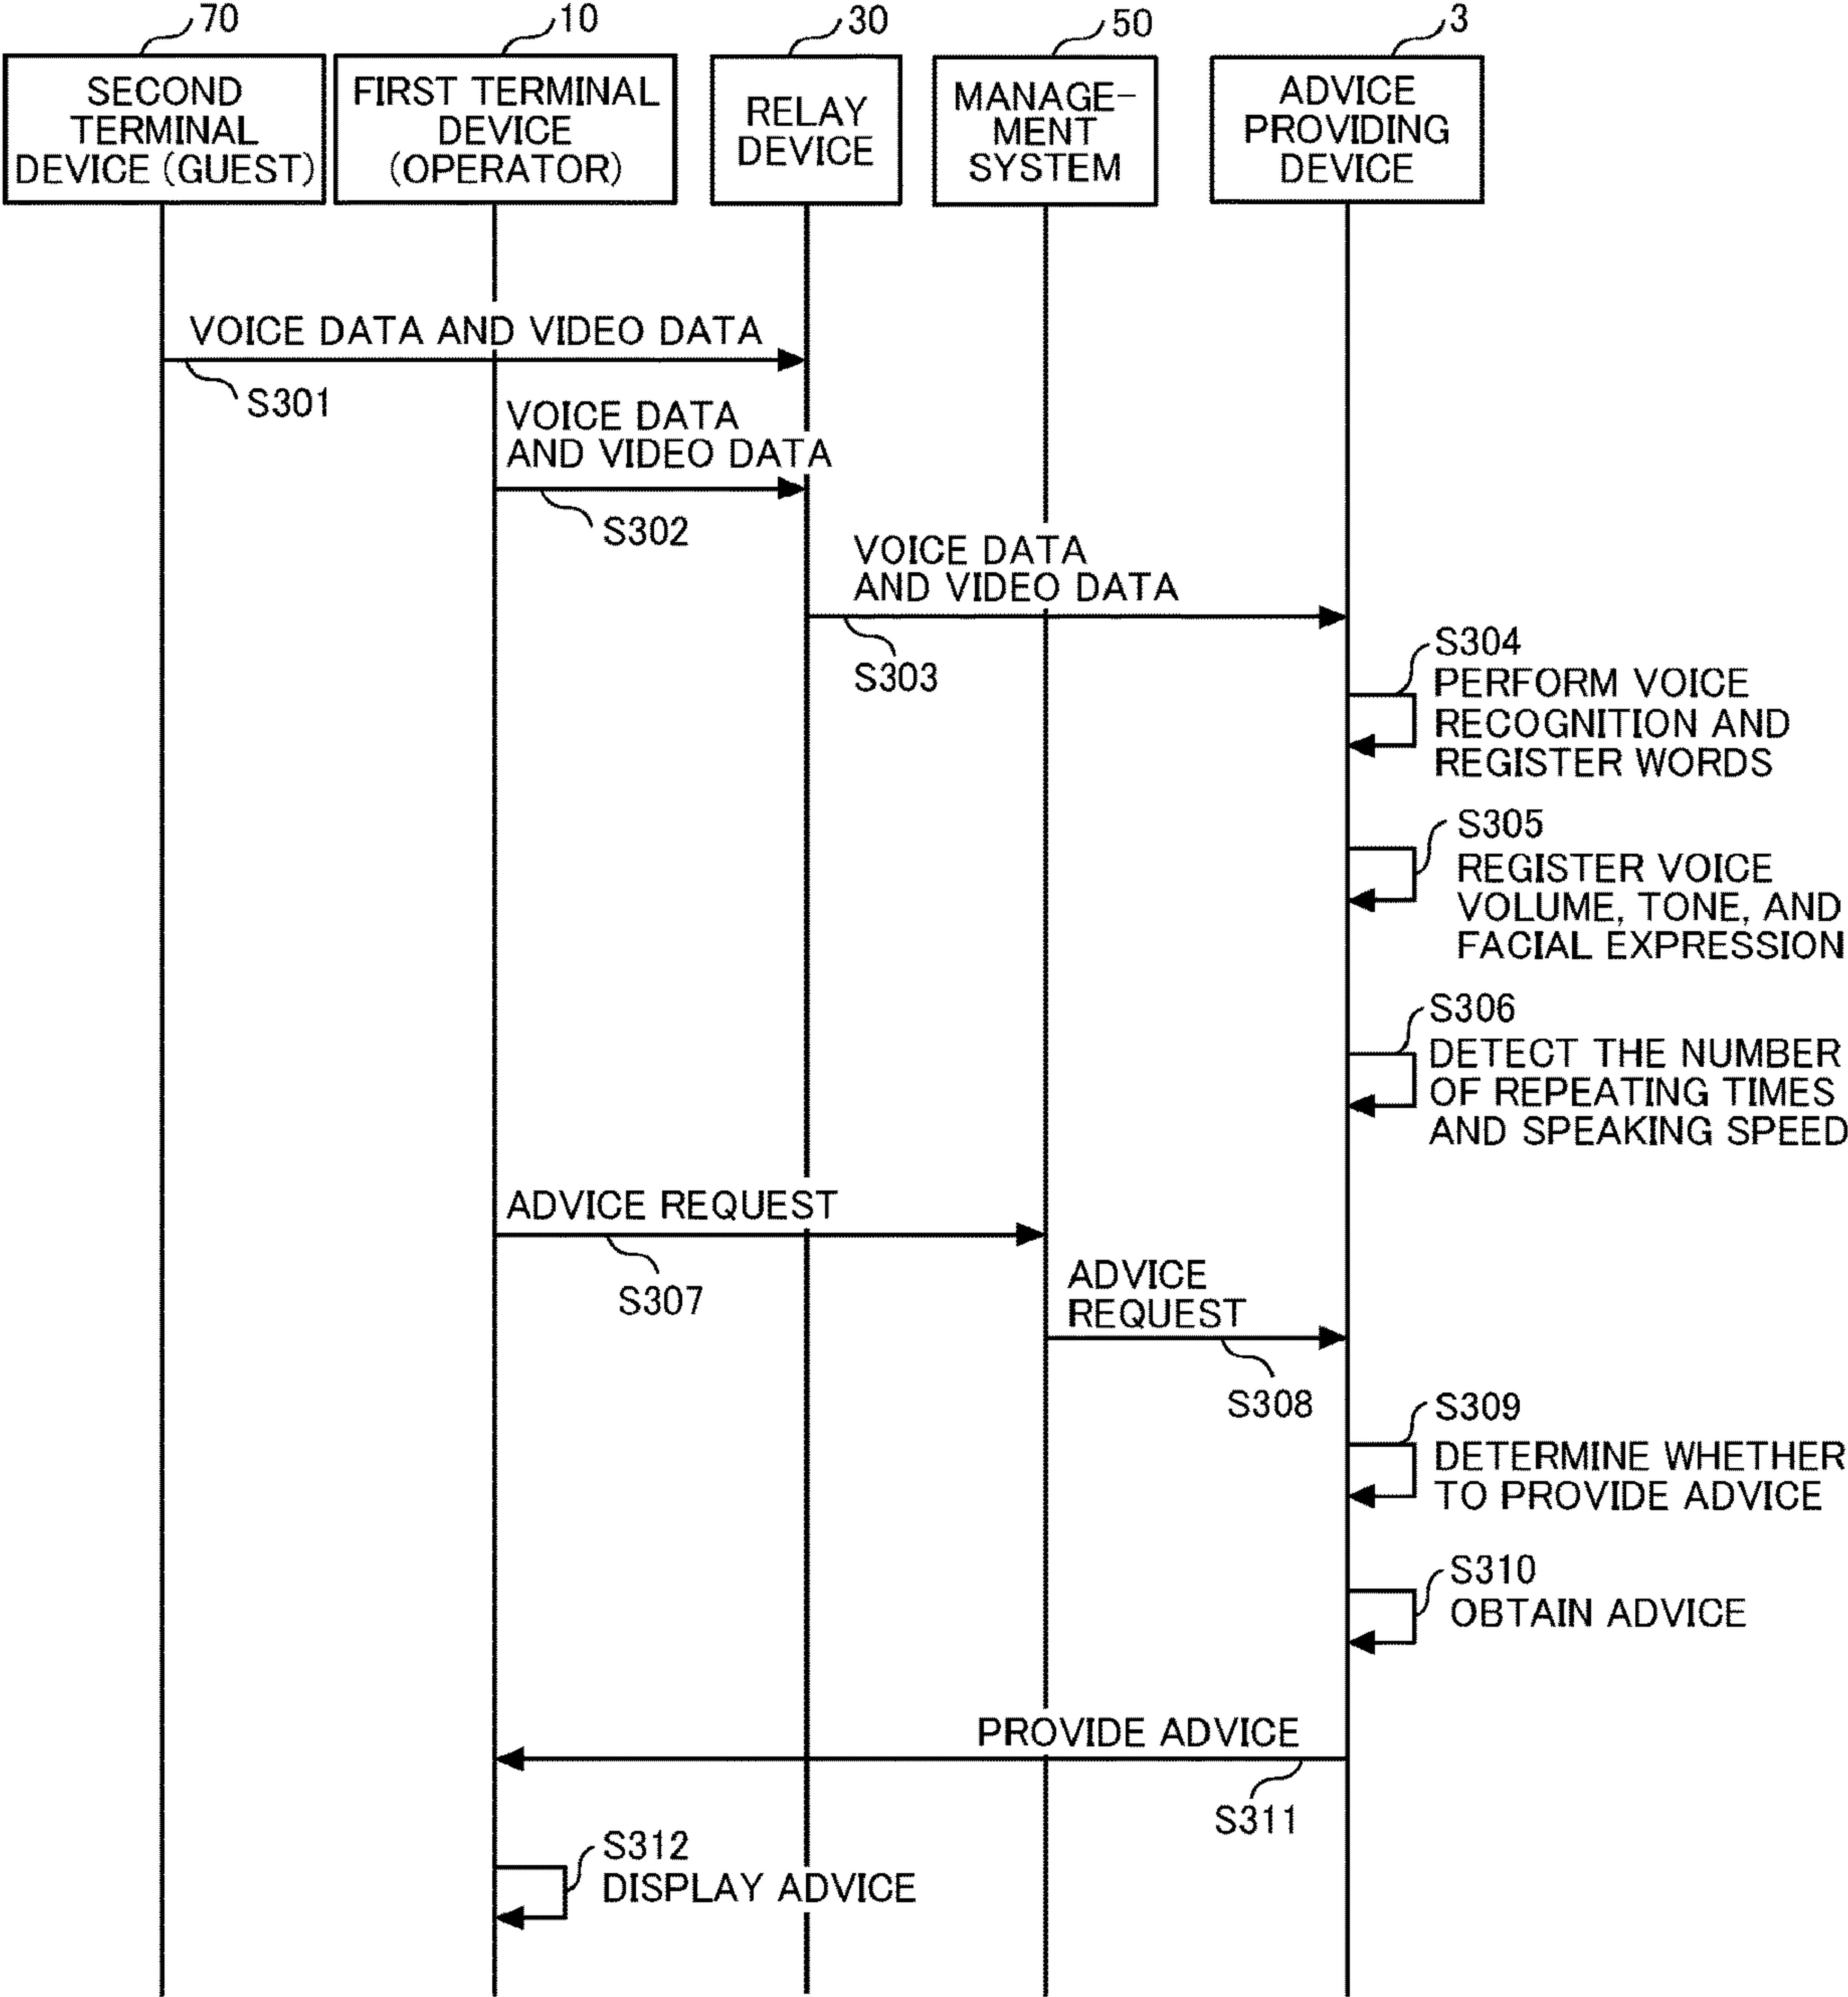 70
10
30
50
3
SECOND
TERMINAL
DEVICE (GUEST)
FIRST TERMINAL
DEVICE
(OPERATOR)
RELAY
DEVICE
MANAGE-
MENT
SYSTEM
ADVICE
PROVIDING
DEVICE
VOICE DATA AND VIDEO DATA
S301
VOICE DATA
AND VIDEO DATA
S302
VOICE DATA
AND VIDEO DATA
S303
S304
PERFORM VOICE
RECOGNITION AND
REGISTER WORDS
S305
REGISTER VOICE
VOLUME, TONE, AND
FACIAL EXPRESSION
S306
DETECT THE NUMBER
OF REPEATING TIMES
AND SPEAKING SPEED
ADVICE REQUEST
S307
ADVICE
REQUEST
S308
S309
DETERMINE WHETHER
TO PROVIDE ADVICE
S310
OBTAIN ADVICE
PROVIDE ADVICE
S311
S312
DISPLAY ADVICE